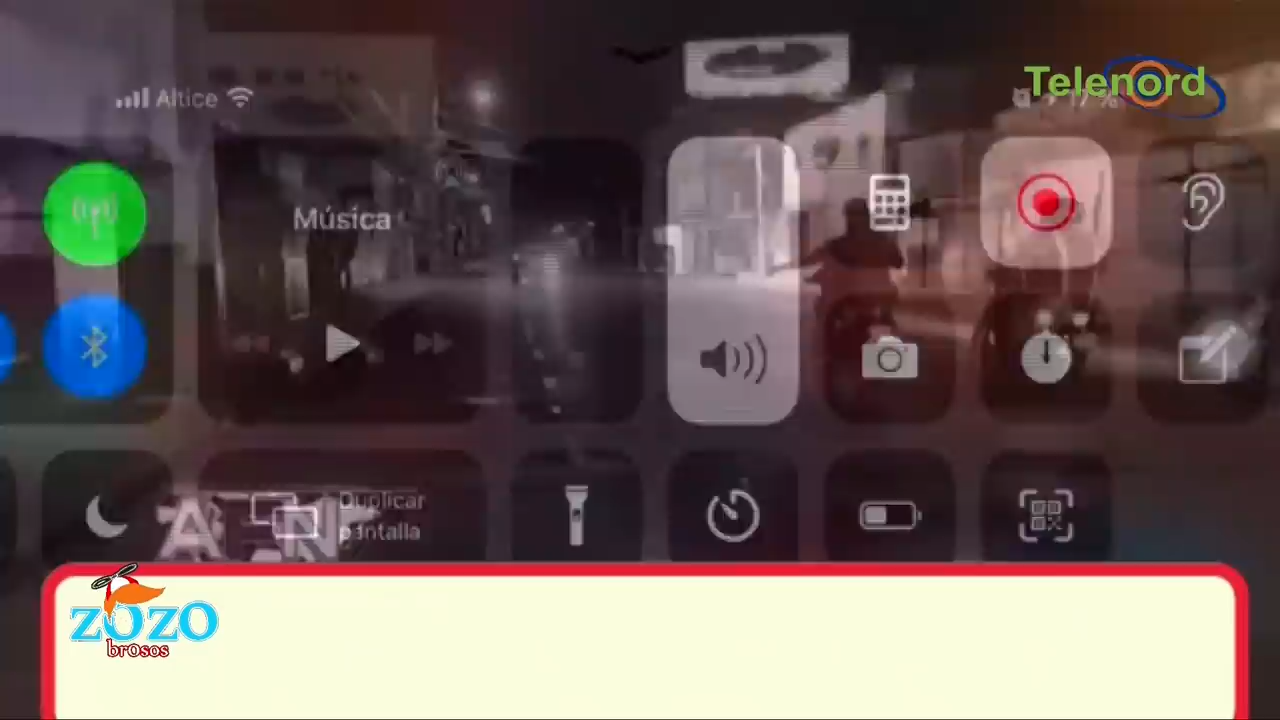 Telenord
Altice
Música
Duplicar
pantalla
ZOZO
brosos